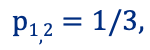 p₁,₂ = 1/3,